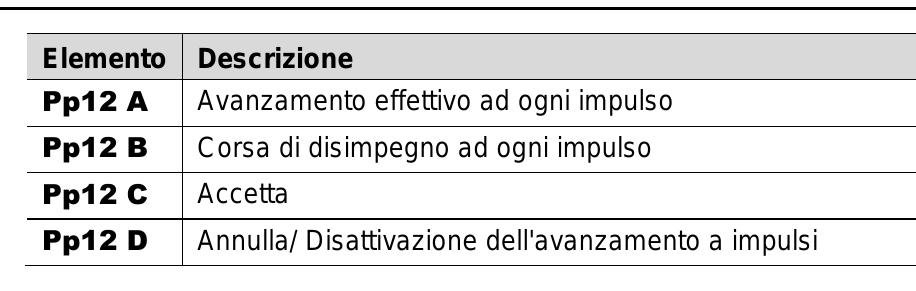 Elemento Descrizione
Pp12 A Avanzamento effettivo ad ogni impulso
Pp12 B Corsa di disimpegno ad ogni impulso
Pp12 C Accetta
Pp12 D Annulla/ Disattivazione dell'avanzamento a impulsi